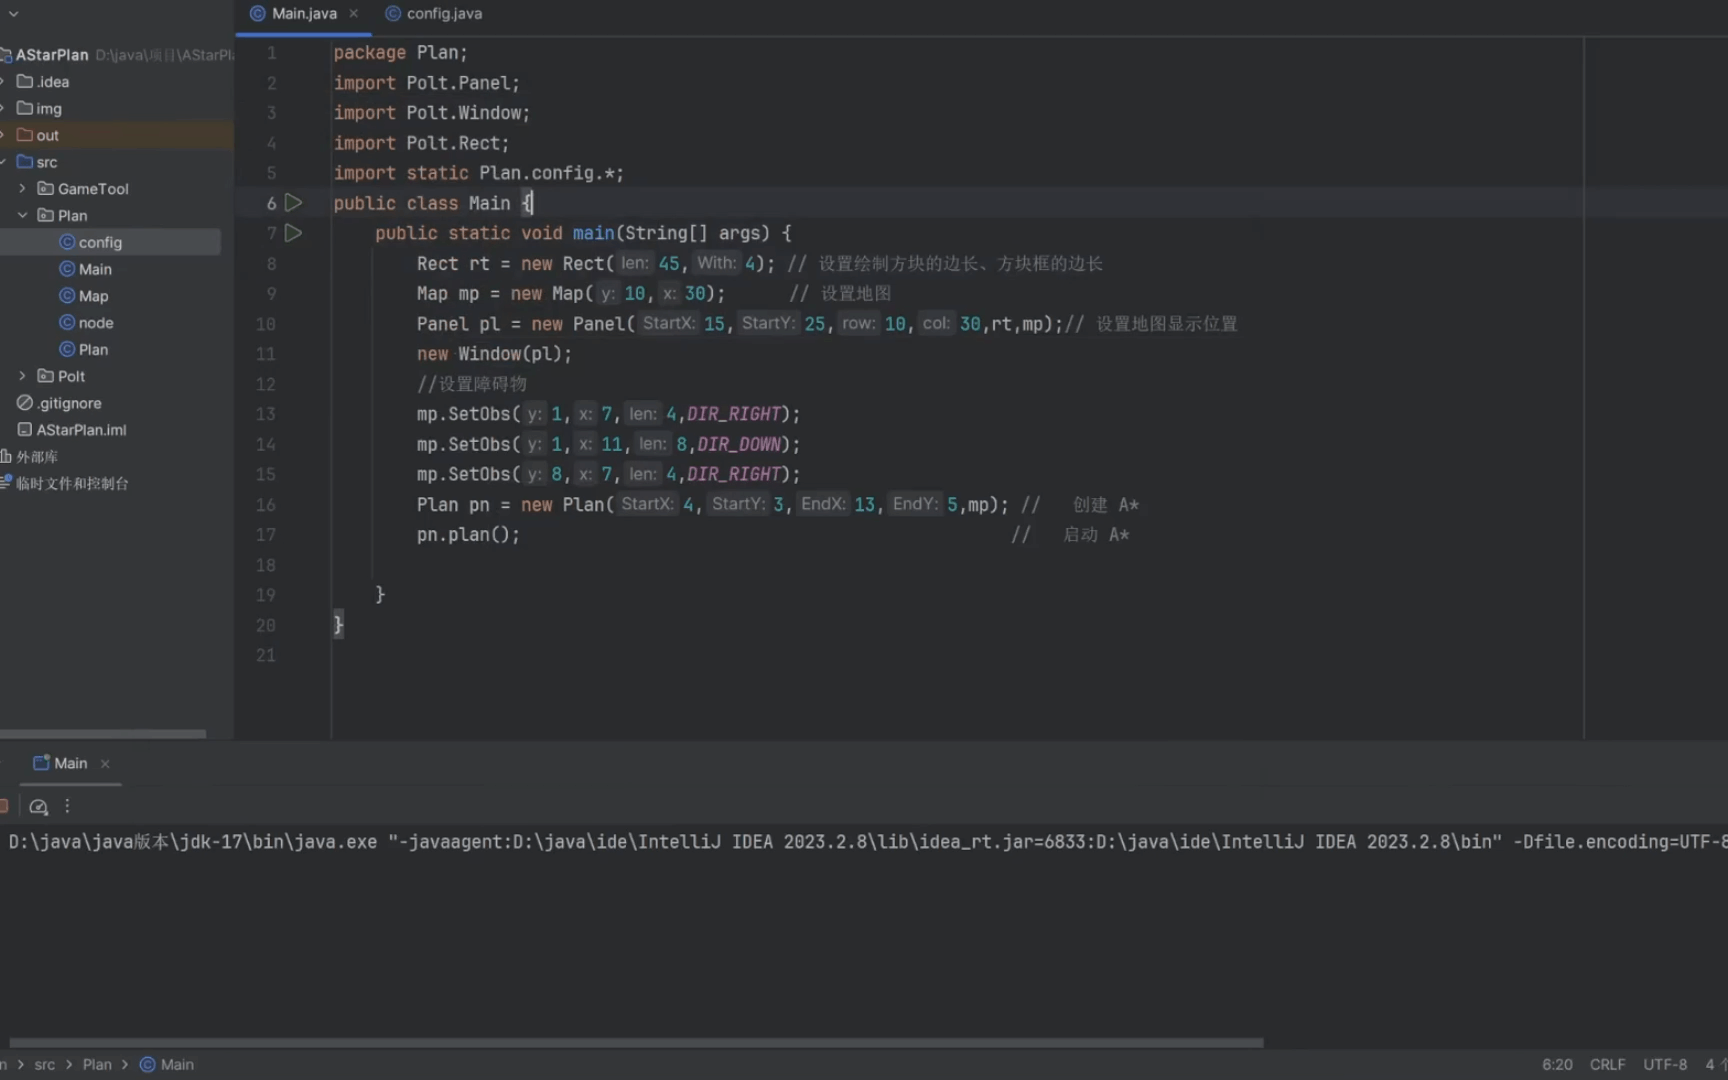 Main.java
config.java
AStarPlan D:\java\项目\AStarPl
.idea
img
out
src
GameTool
Plan
config
Main
Map
node
Plan
Polt
.gitignore
AStarPlan.iml
外部库
临时文件和控制台
1 package Plan;
2 import Polt.Panel;
3 import Polt.Window;
4 import Polt.Rect;
5 import static Plan.config.*;
6 public class Main {
7 public static void main(String[] args) {
8 Rect rt = new Rect( len: 45, With: 4); // 设置绘制方块的边长、方块框的边长
9 Map mp = new Map( y: 10, x: 30); // 设置地图
10 Panel pl = new Panel( StartX: 15, StartY: 25, row: 10, col: 30,rt,mp);// 设置地图显示位置
11 new Window(pl);
12 //设置障碍物
13 mp.SetObs( y: 1, x: 7, len: 4,DIR_RIGHT);
14 mp.SetObs( y: 1, x: 11, len: 8,DIR_DOWN);
15 mp.SetObs( y: 8, x: 7, len: 4,DIR_RIGHT);
16 Plan pn = new Plan( StartX: 4, StartY: 3, EndX: 13, EndY: 5,mp); // 创建 A*
17 pn.plan(); // 启动 A*
18
19 }
20 }
21
Main
D:\java\java版本\jdk-17\bin\java.exe "-javaagent:D:\java\ide\IntelliJ IDEA 2023.2.8\lib\idea_rt.jar=6833:D:\java\ide\IntelliJ IDEA 2023.2.8\bin" -Dfile.encoding=UTF-8
n > src > Plan > Main
6:20 CRLF UTF-8 4 个